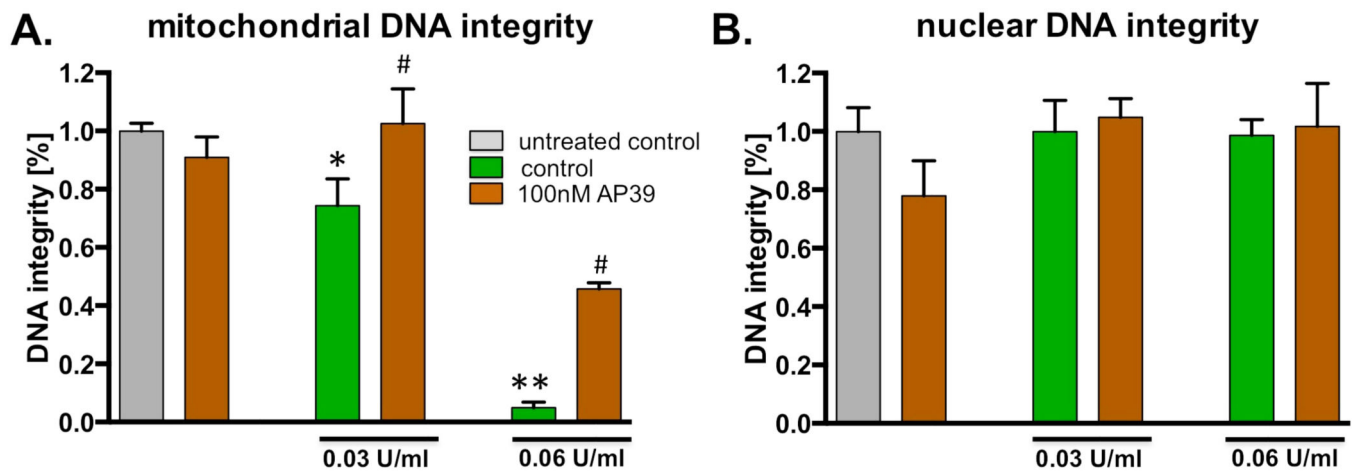 A. mitochondrial DNA integrity
DNA integrity [%]
1.2
1.0
0.8
0.6
0.4
0.2
0.0
*
#
**
#
untreated control
control
100nM AP39
0.03 U/ml
0.06 U/ml
B. nuclear DNA integrity
DNA integrity [%]
1.2
1.0
0.8
0.6
0.4
0.2
0.0
0.03 U/ml
0.06 U/ml